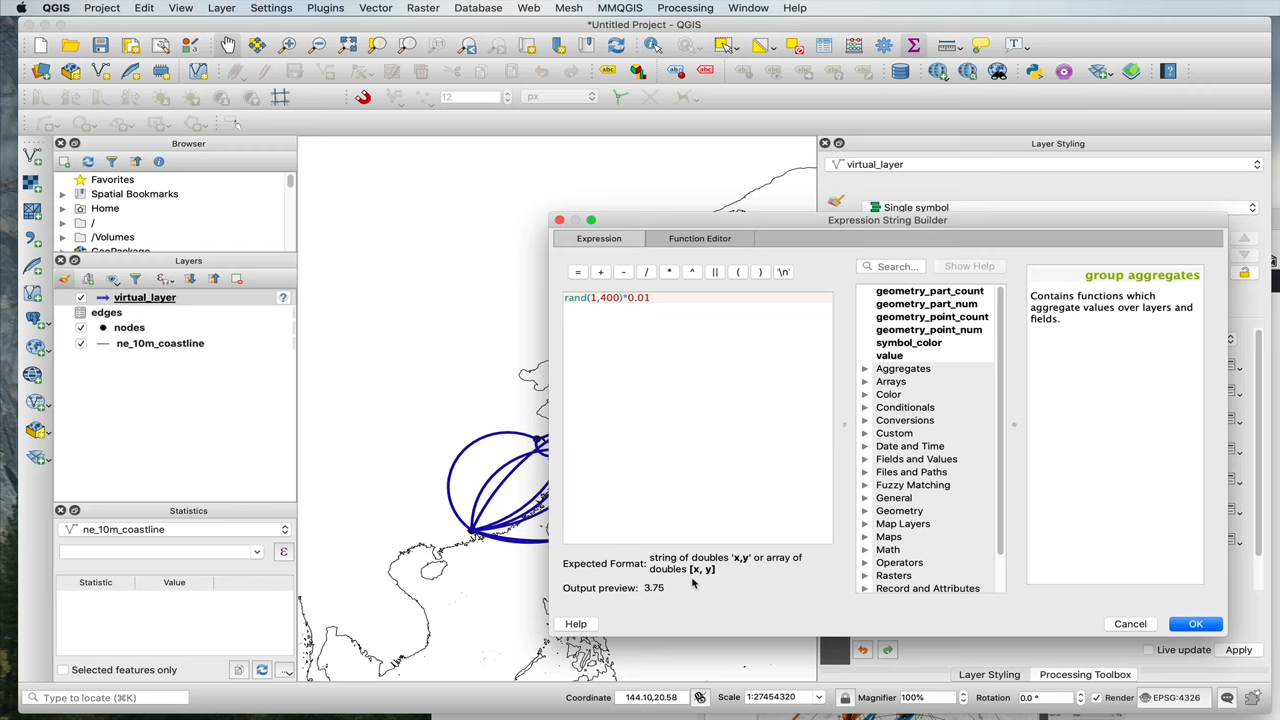 QGIS Project Edit View Layer Settings Plugins Vector Raster Database Web Mesh MMQGIS Processing Window Help
*Untitled Project - QGIS
12 px
Browser
Favorites
Spatial Bookmarks
Home
/
/Volumes
GeoPackage
Layers
virtual_layer
edges
nodes
ne_10m_coastline
Statistics
ne_10m_coastline
Statistic Value
Selected features only
Layer Styling
virtual_layer
Single symbol
Expression String Builder
Expression Function Editor
= + - / * ^ || ( ) '\n'
Search... Show Help
rand(1,400)*0.01
geometry_part_count
geometry_part_num
geometry_point_count
geometry_point_num
symbol_color
value
Aggregates
Arrays
Color
Conditionals
Conversions
Custom
Date and Time
Fields and Values
Files and Paths
Fuzzy Matching
General
Geometry
Map Layers
Maps
Math
Operators
Rasters
Record and Attributes
group aggregates
Contains functions which
aggregate values over layers and
fields.
Expected Format: string of doubles 'x,y' or array of
doubles [x, y]
Output preview: 3.75
Help Cancel OK
Live update Apply
Layer Styling Processing Toolbox
Type to locate (⌘K) Coordinate 144.10,20.58 Scale 1:27454320 Magnifier 100% Rotation 0.0 ° Render EPSG:4326